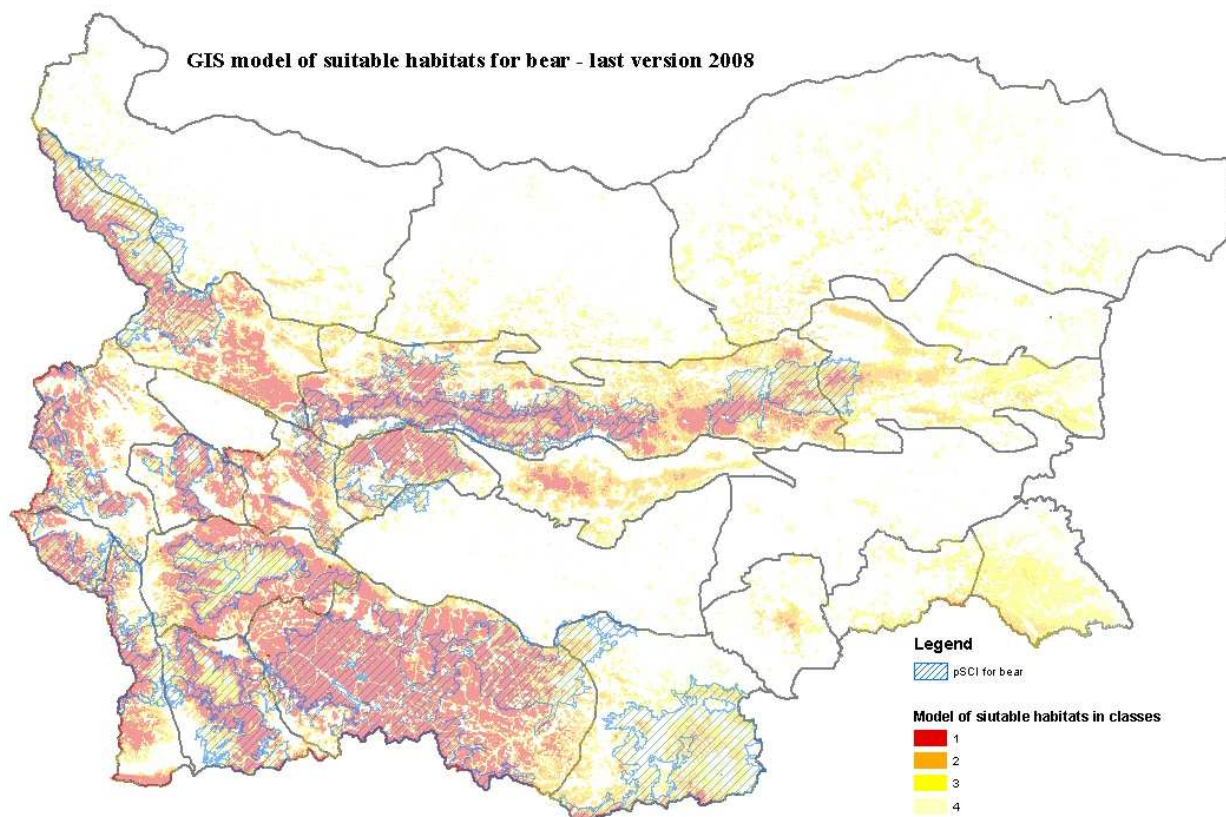 GIS model of suitable habitats for bear - last version 2008
Legend
pSCI for bear
Model of siutable habitats in classes
1
2
3
4